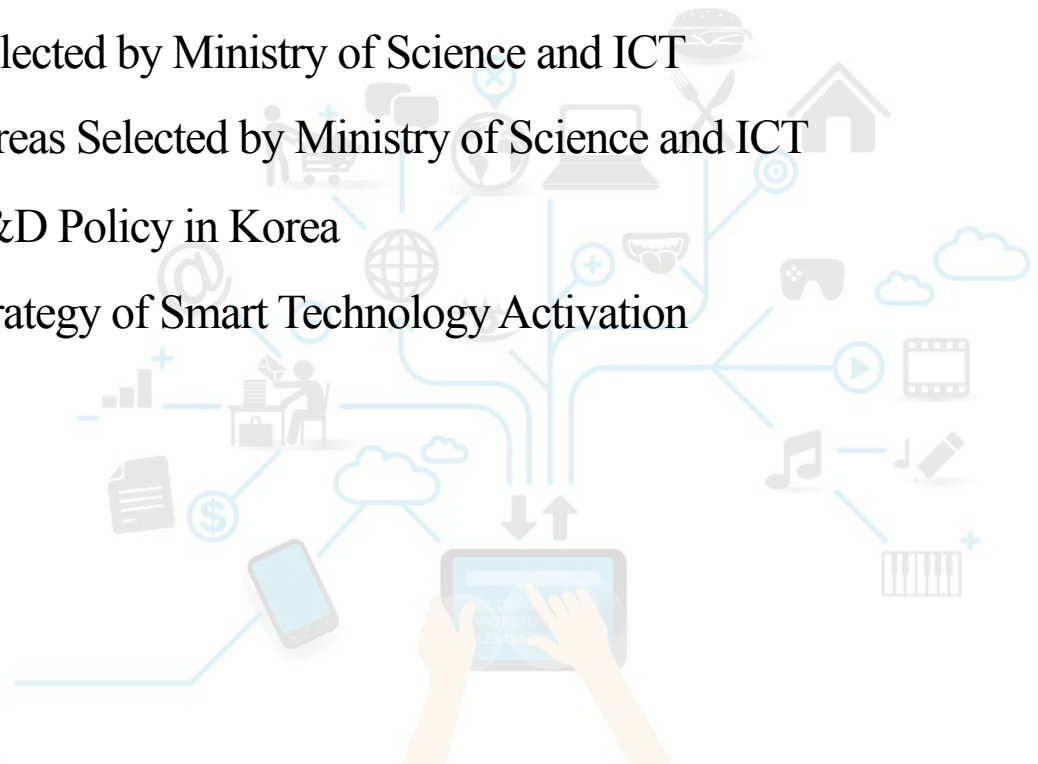 lected by Ministry of Science and ICT
reas Selected by Ministry of Science and ICT
&D Policy in Korea
rategy of Smart Technology Activation